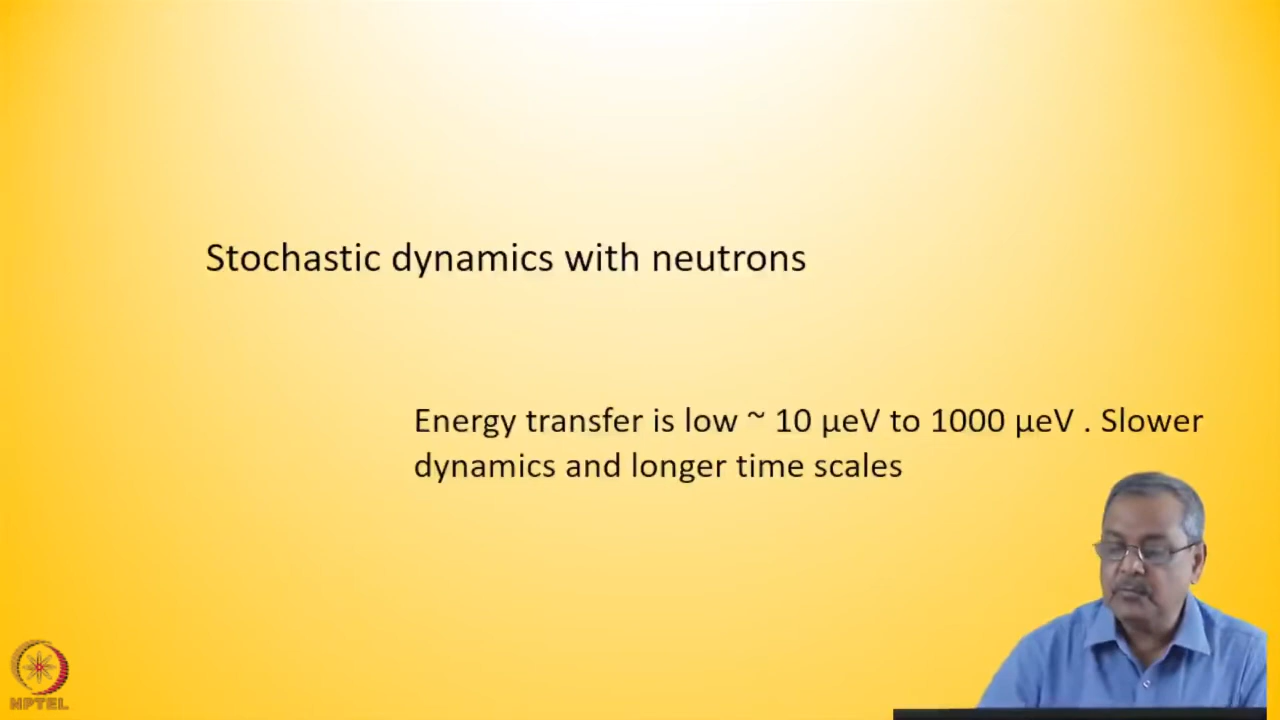 Stochastic dynamics with neutrons
Energy transfer is low ~ 10 µeV to 1000 µeV . Slower
dynamics and longer time scales
NPTEL